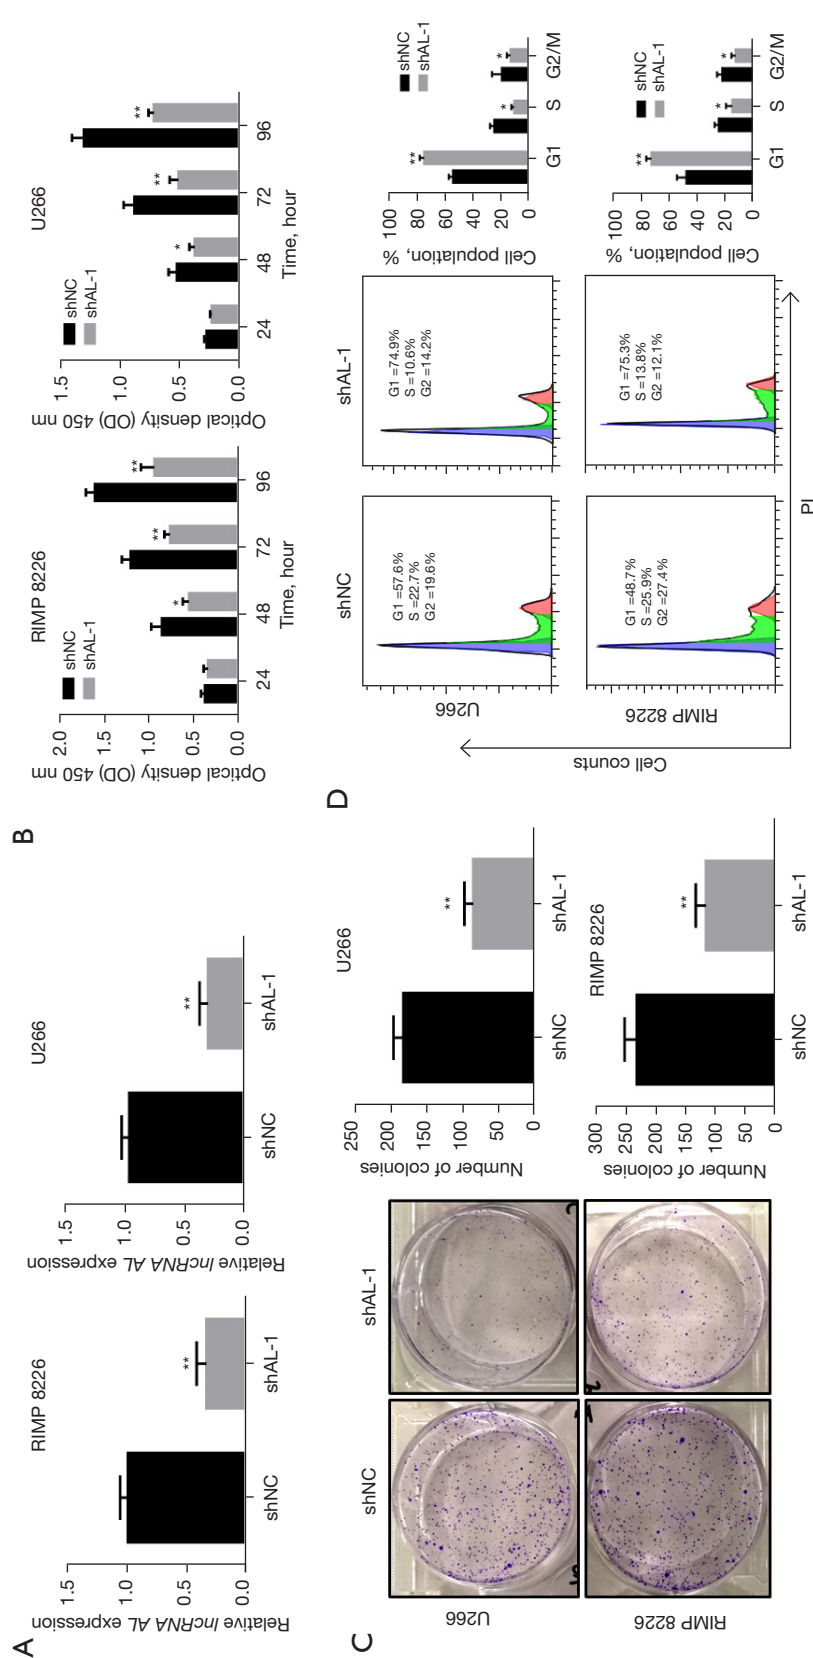 A
RIMP 8226
Relative lncRNA AL expression
1.5
1.0
0.5
0.0
**
shNC
shAL-1
U266
Relative lncRNA AL expression
1.5
1.0
0.5
0.0
**
shNC
shAL-1
B
RIMP 8226
shNC
shAL-1
Optical density (OD) 450 nm
2.0
1.5
1.0
0.5
0.0
*
**
**
24
48
72
96
Time, hour
U266
shNC
shAL-1
Optical density (OD) 450 nm
1.5
1.0
0.5
0.0
*
**
**
24
48
72
96
Time, hour
C
shNC
shAL-1
U266
RIMP 8226
U266
Number of colonies
250
200
150
100
50
0
**
shNC
shAL-1
RIMP 8226
Number of colonies
300
250
200
150
100
50
0
**
shNC
shAL-1
D
shNC
shAL-1
U266
G1 =57.6%
S =22.7%
G2 =19.6%
G1 =74.9%
S =10.6%
G2 =14.2%
RIMP 8226
G1 =48.7%
S =25.9%
G2 =27.4%
G1 =75.3%
S =13.8%
G2 =12.1%
Cell counts
PI
shNC
shAL-1
Cell population, %
100
80
60
40
20
0
**
*
*
G1
S
G2/M
shNC
shAL-1
Cell population, %
100
80
60
40
20
0
**
*
*
G1
S
G2/M